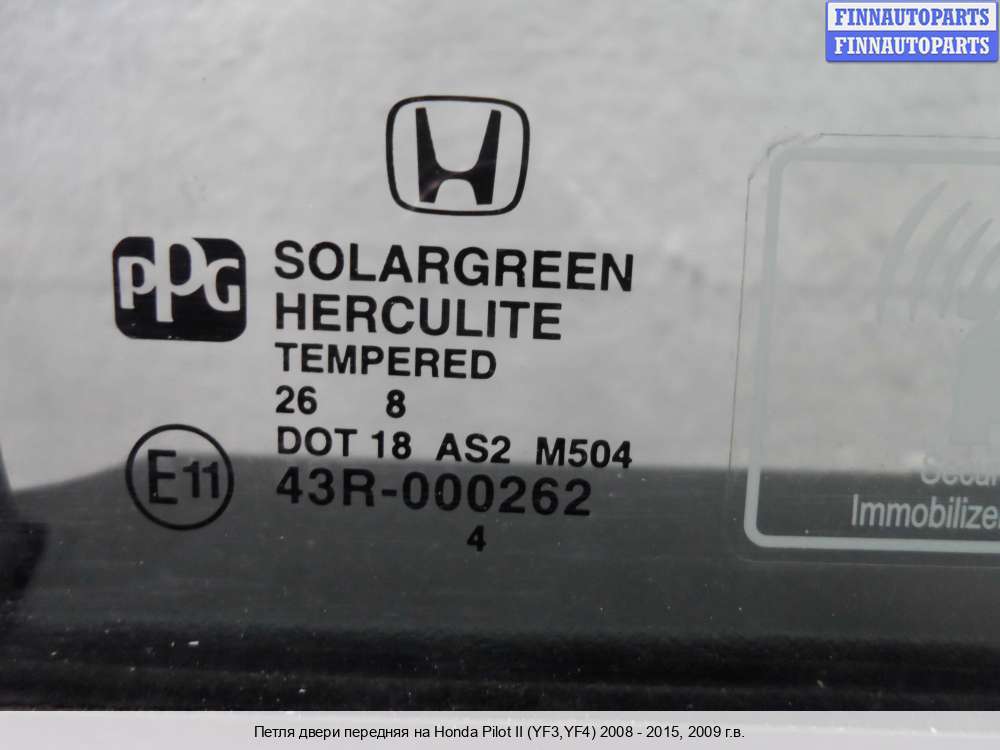 FINNAUTOPARTS
FINNAUTOPARTS
PPG
SOLARGREEN
HERCULITE
TEMPERED
26 8
DOT 18 AS2 M504
E11
43R-000262
4
Immobilize
Петля двери передняя на Honda Pilot II (YF3,YF4) 2008 - 2015, 2009 г.в.